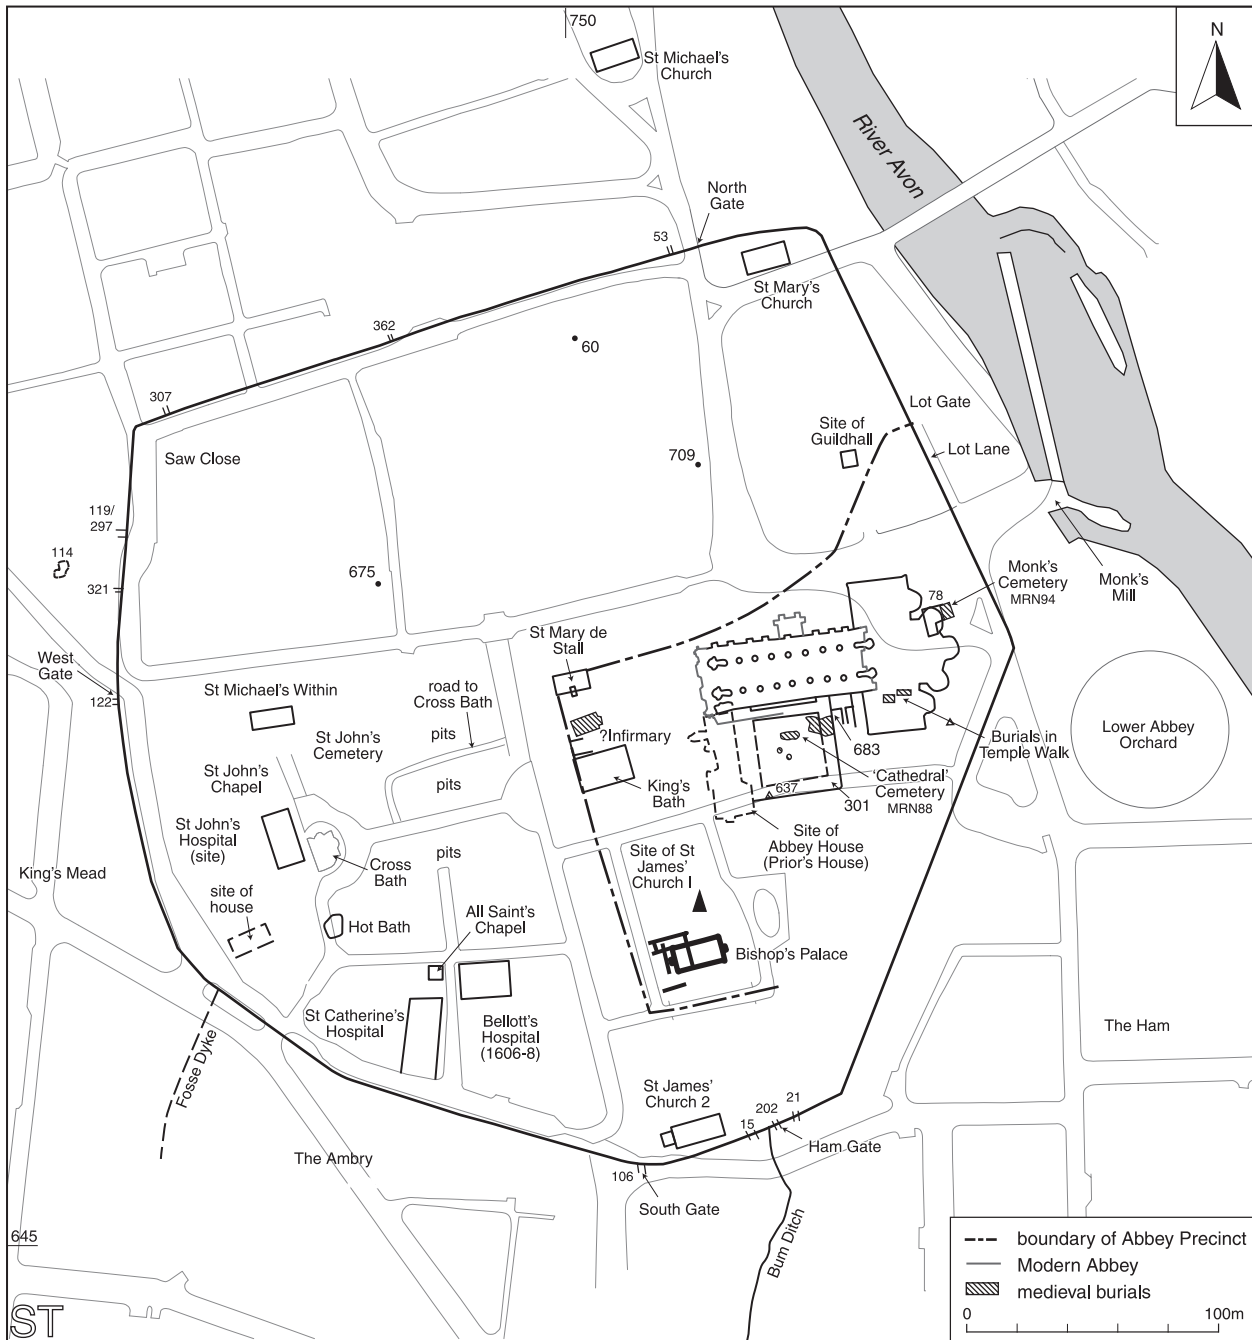 750
St Michael's
Church
N
River Avon
North
Gate
53
St Mary's
Church
362
60
307
Lot Gate
Site of
Guildhall
Lot Lane
Saw Close
709
119/
297
114
321
675
Monk's
Cemetery
MRN94
78
Monk's
Mill
St Mary de
Stall
West
Gate
122
St Michael's Within
road to
Cross Bath
pits
St John's
Cemetery
?Infirmary
Burials in
Temple Walk
Lower Abbey
Orchard
683
St John's
Chapel
pits
King's
Bath
637
'Cathedral'
Cemetery
MRN88
301
St John's
Hospital
(site)
Site of
Abbey House
(Prior's House)
King's Mead
Cross
Bath
pits
Site of St
James'
Church I
site of
house
Hot Bath
All Saint's
Chapel
Bishop's Palace
St Catherine's
Hospital
Bellott's
Hospital
(1606-8)
The Ham
Fosse Dyke
St James'
Church 2
15
202
21
Ham Gate
The Ambry
106
South Gate
645
Bum Ditch
boundary of Abbey Precinct
Modern Abbey
medieval burials
0
100m
ST